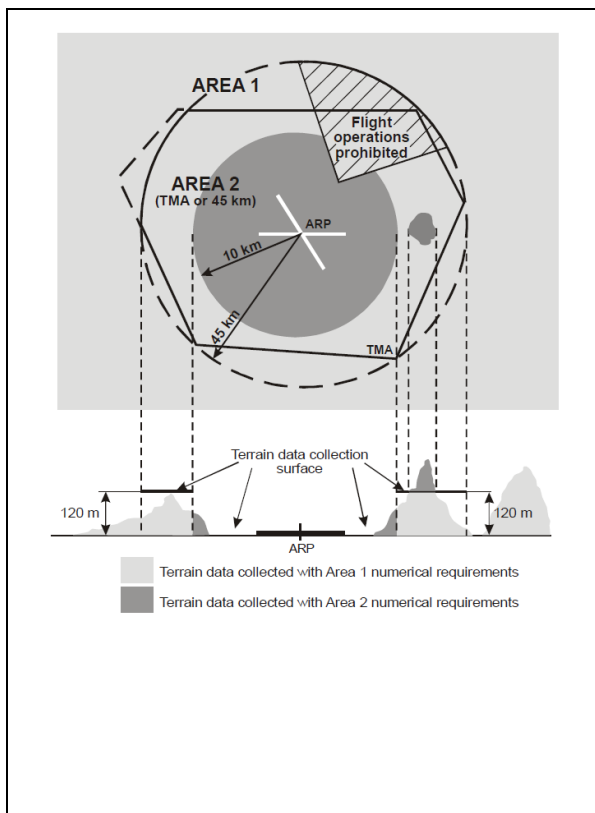 AREA 1
Flight
operations
prohibited
AREA 2
(TMA or 45 km)
ARP
10 km
45 km
TMA
Terrain data collection
surface
120 m
120 m
ARP
Terrain data collected with Area 1 numerical requirements
Terrain data collected with Area 2 numerical requirements